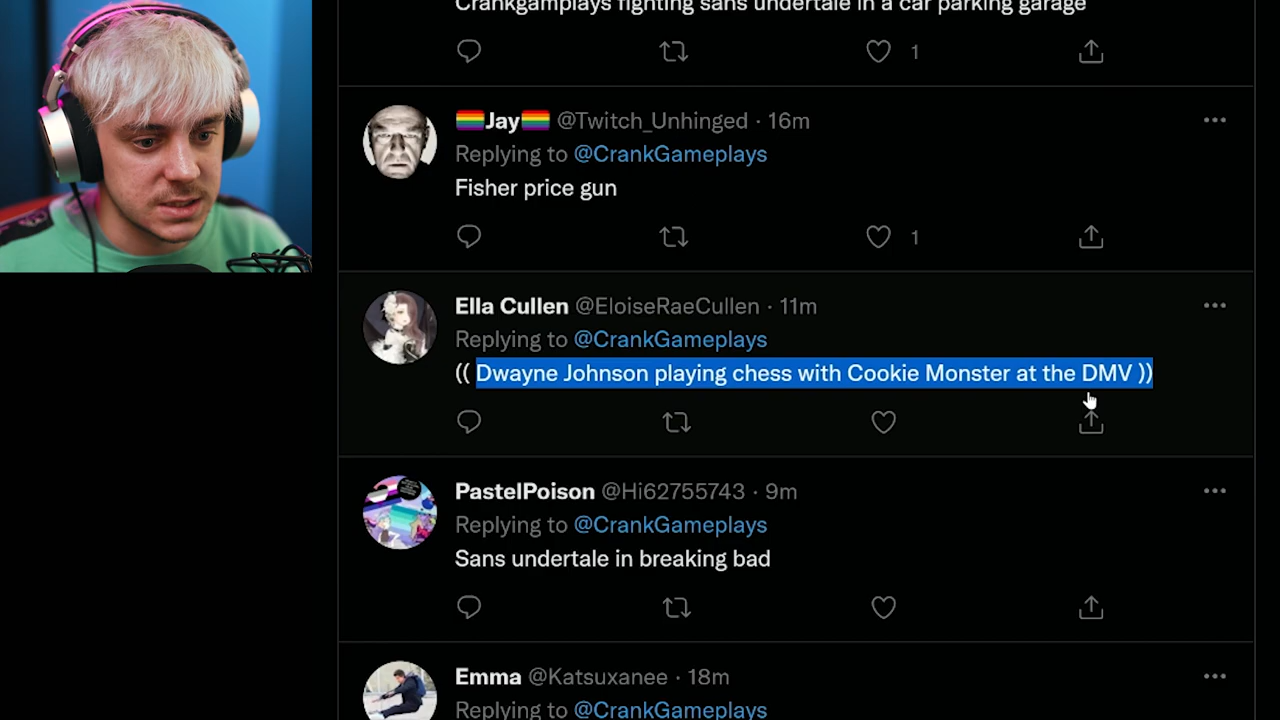 Crankgameplays fighting sans undertale in a car parking garage
1
🏳️‍🌈Jay🏳️‍🌈 @Twitch_Unhinged · 16m
Replying to @CrankGameplays
Fisher price gun
1
Ella Cullen @EloiseRaeCullen · 11m
Replying to @CrankGameplays
(( Dwayne Johnson playing chess with Cookie Monster at the DMV ))
PastelPoison @Hi62755743 · 9m
Replying to @CrankGameplays
Sans undertale in breaking bad
Emma @Katsuxanee · 18m
Replying to @CrankGameplays